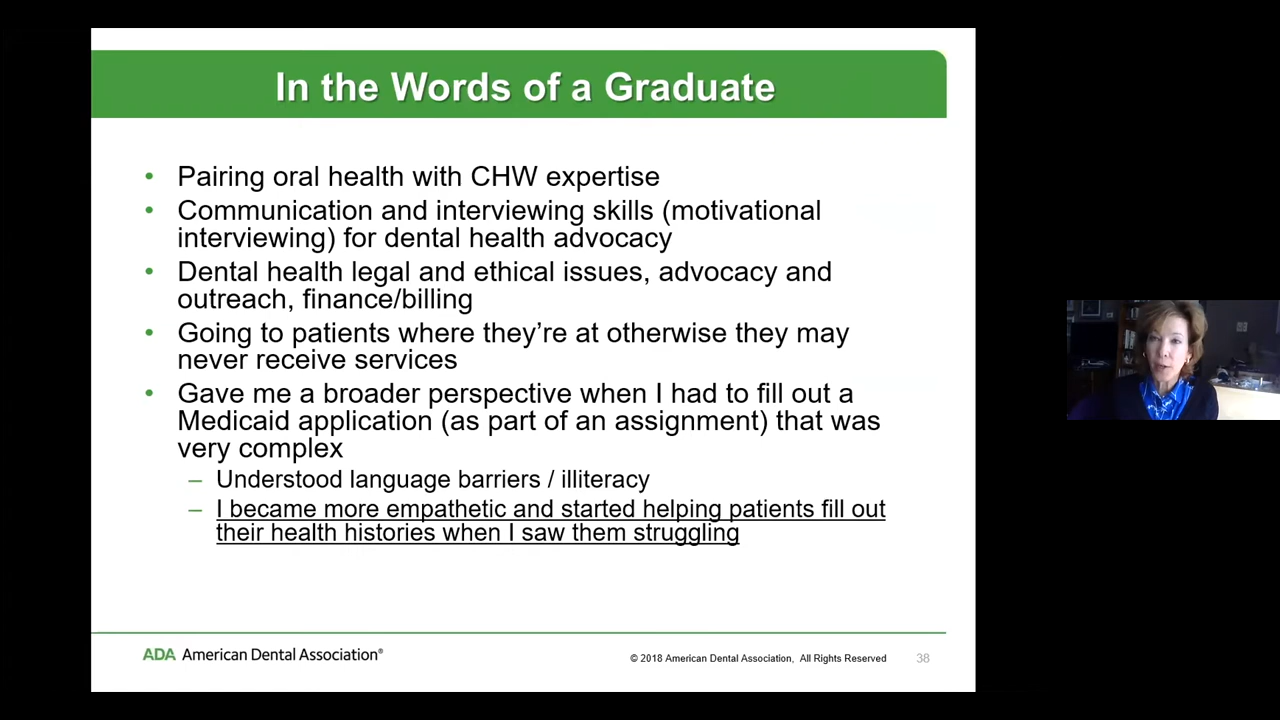 In the Words of a Graduate
• Pairing oral health with CHW expertise
• Communication and interviewing skills (motivational
interviewing) for dental health advocacy
• Dental health legal and ethical issues, advocacy and
outreach, finance/billing
• Going to patients where they’re at otherwise they may
never receive services
• Gave me a broader perspective when I had to fill out a
Medicaid application (as part of an assignment) that was
very complex
– Understood language barriers / illiteracy
– I became more empathetic and started helping patients fill out
their health histories when I saw them struggling
ADA American Dental Association®
© 2018 American Dental Association, All Rights Reserved
38